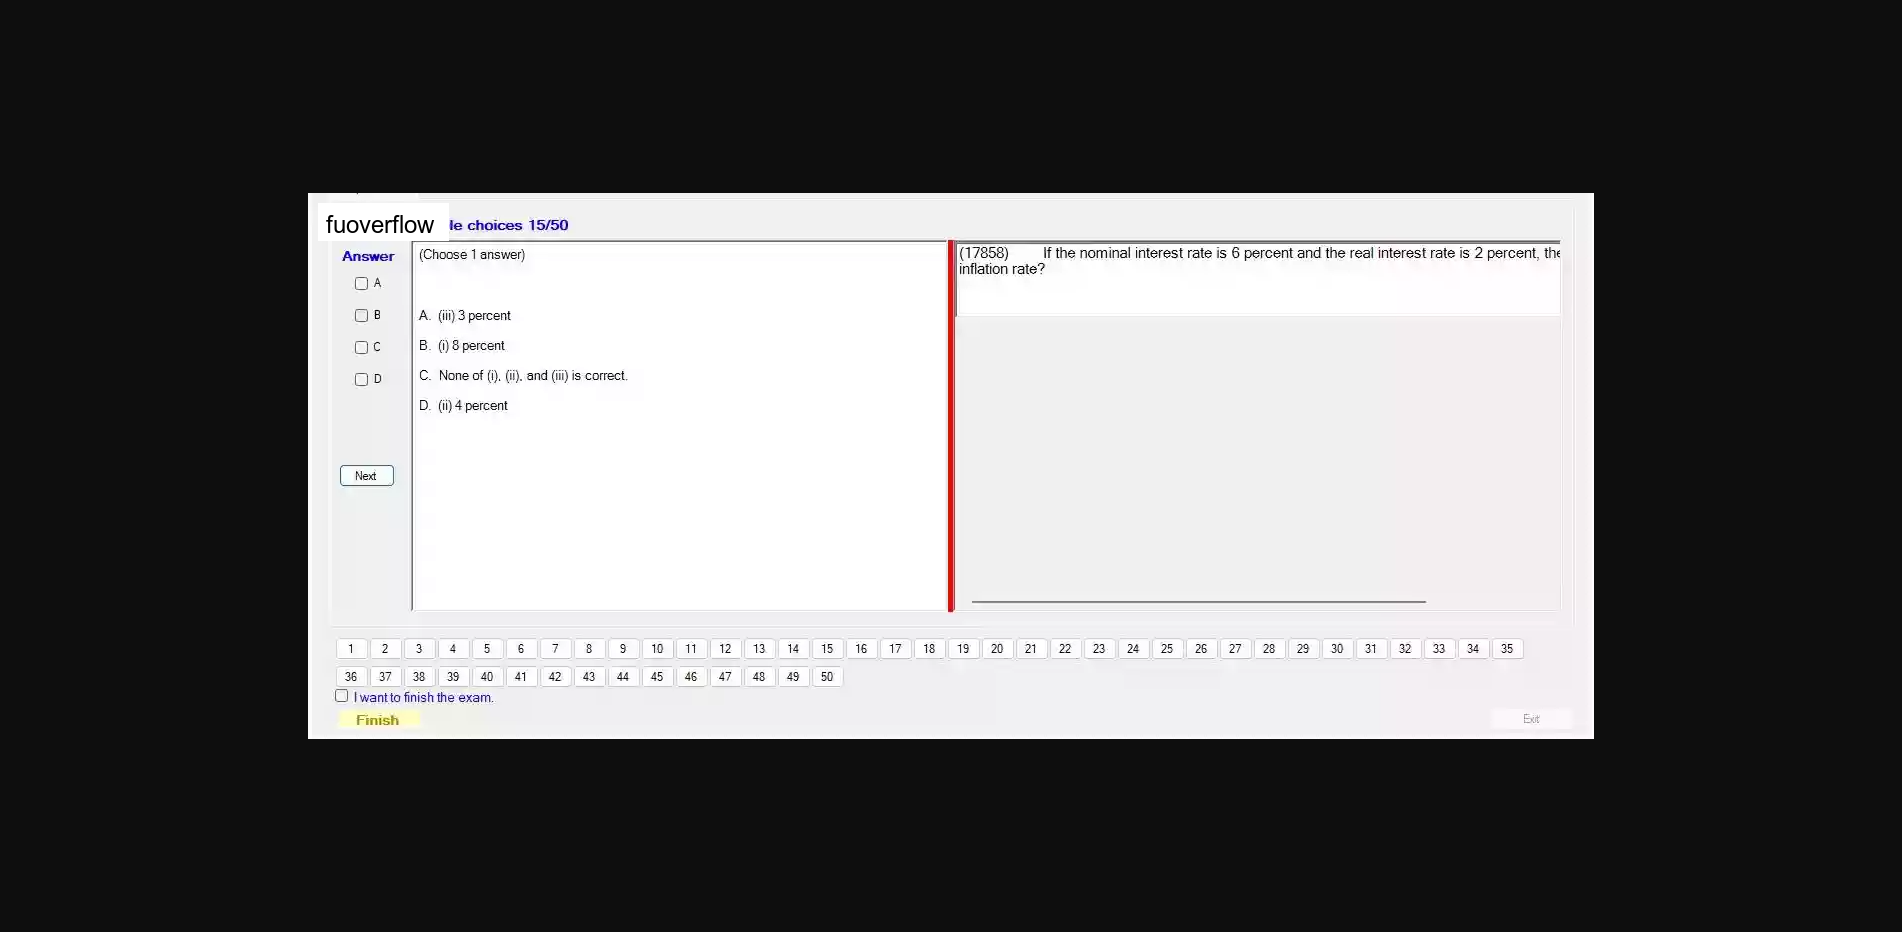 fuoverflow le choices 15/50
Answer
A
B
C
D
Next
(Choose 1 answer)
A. (iii) 3 percent
B. (i) 8 percent
C. None of (i), (ii), and (iii) is correct.
D. (ii) 4 percent
(17858) If the nominal interest rate is 6 percent and the real interest rate is 2 percent, the
inflation rate?
1 2 3 4 5 6 7 8 9 10 11 12 13 14 15 16 17 18 19 20 21 22 23 24 25 26 27 28 29 30 31 32 33 34 35
36 37 38 39 40 41 42 43 44 45 46 47 48 49 50
I want to finish the exam.
Finish
Exit